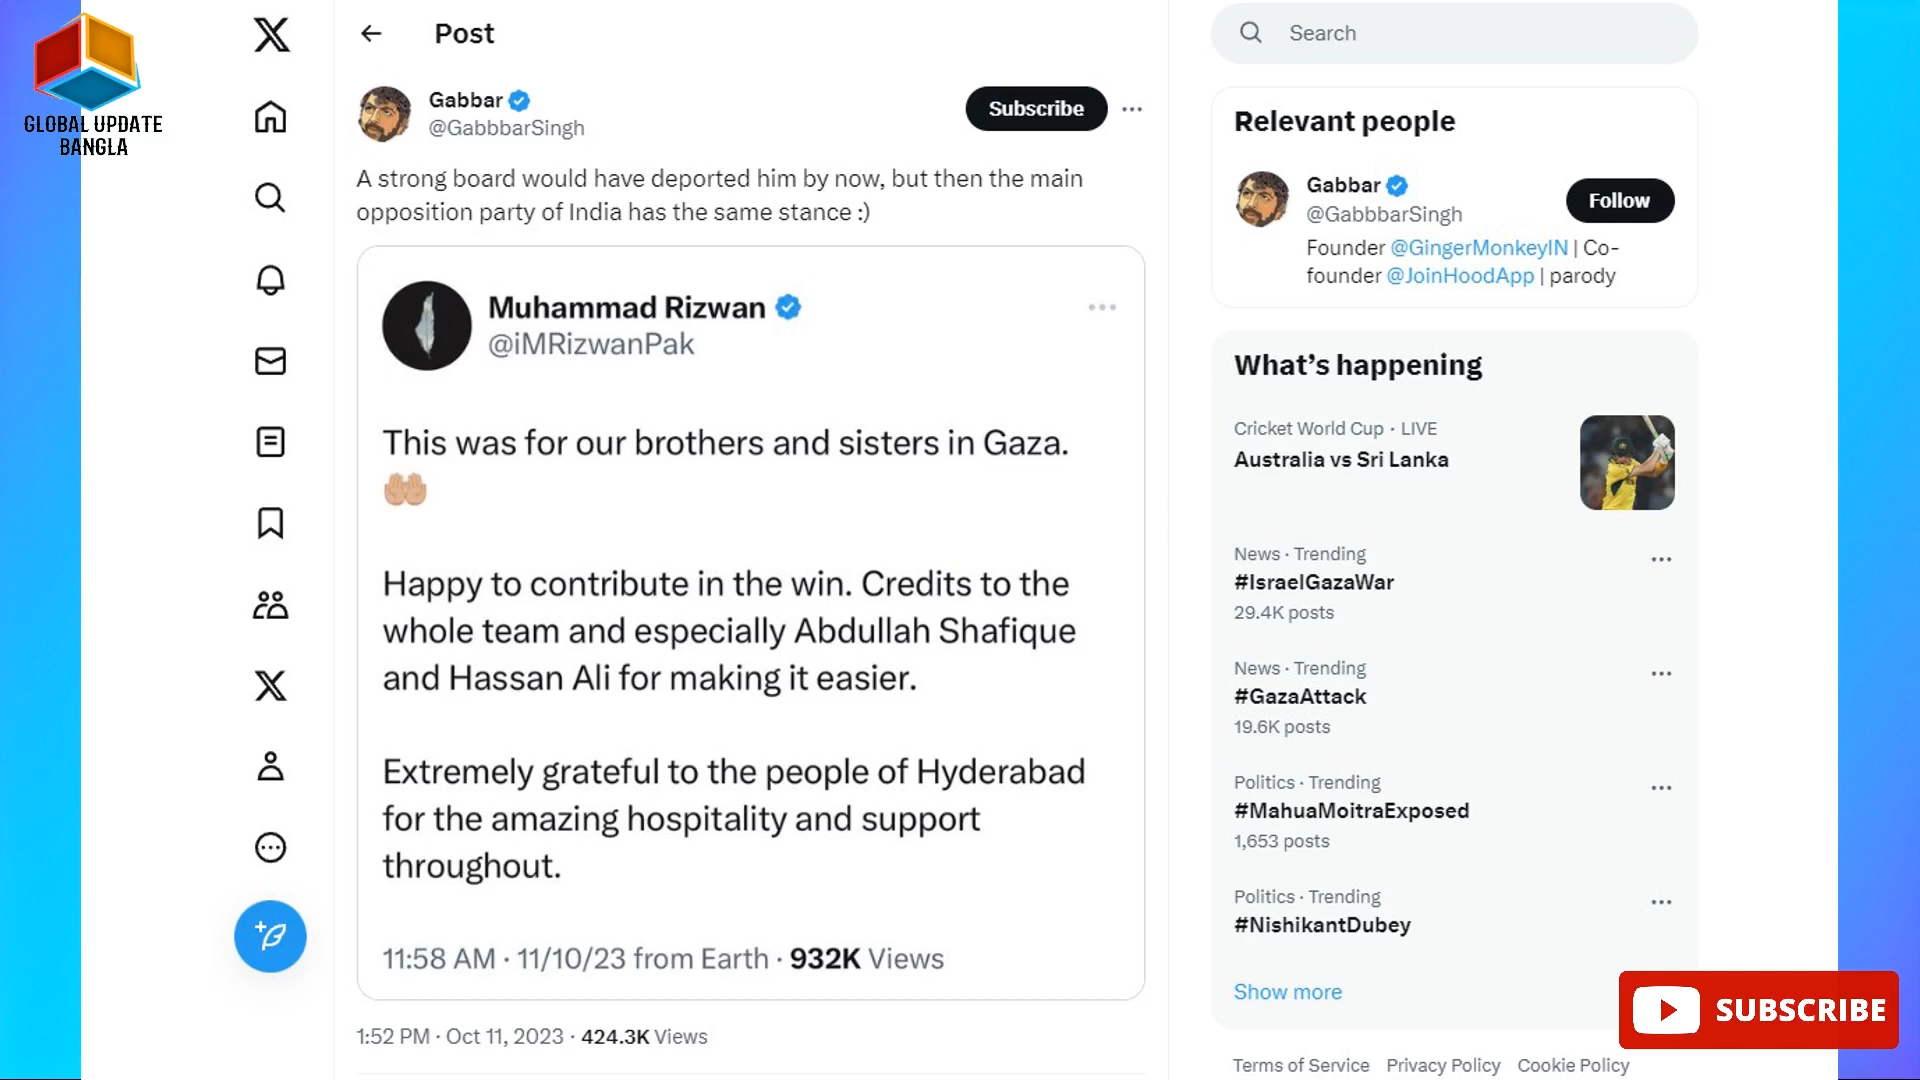 GLOBAL UPDATE
BANGLA
Post
Gabbar
@GabbbarSingh
Subscribe
A strong board would have deported him by now, but then the main
opposition party of India has the same stance :)
Muhammad Rizwan
@iMRizwanPak
This was for our brothers and sisters in Gaza.
🤲🏼
Happy to contribute in the win. Credits to the
whole team and especially Abdullah Shafique
and Hassan Ali for making it easier.
Extremely grateful to the people of Hyderabad
for the amazing hospitality and support
throughout.
11:58 AM · 11/10/23 from Earth · 932K Views
1:52 PM · Oct 11, 2023 · 424.3K Views
Search
Relevant people
Gabbar
@GabbbarSingh
Follow
Founder @GingerMonkeyIN | Co-
founder @JoinHoodApp | parody
What's happening
Cricket World Cup · LIVE
Australia vs Sri Lanka
News · Trending
#IsraelGazaWar
29.4K posts
News · Trending
#GazaAttack
19.6K posts
Politics · Trending
#MahuaMoitraExposed
1,653 posts
Politics · Trending
#NishikantDubey
Show more
SUBSCRIBE
Terms of Service Privacy Policy Cookie Policy